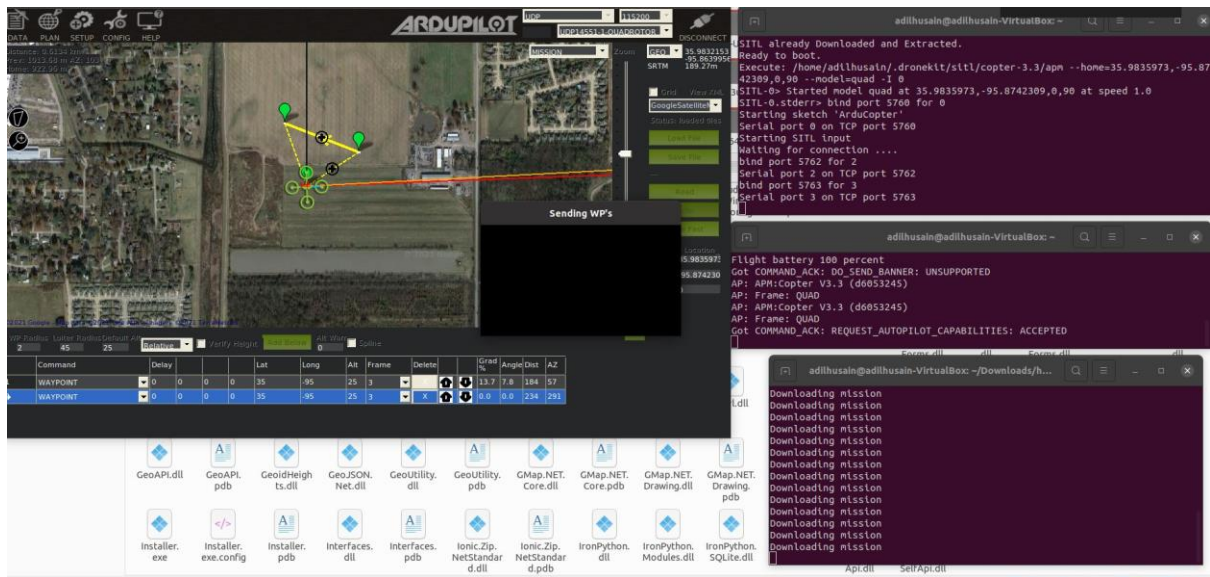 DATA PLAN SETUP CONFIG HELP
ARDUPILOT
UDP 115200
UDP14551-1-QUADROTOR
DISCONNECT
MISSION
Zoom
GEO 35.9832153
SRTM 189.27m
Grid View KML
GoogleSatelliteM
Status: loaded tiles
Load File
Save File
Read
Location
35.983597
-95.874230
Sending WP's
WP Radius Loiter Radius Default Alt
2 45 25 Relative Verify Height Add Below Alt Warn 0 Spline
Command Delay Lat Long Alt Frame Delete Grad % Angle Dist AZ
WAYPOINT 0 0 0 0 35 -95 25 3 X 13.7 7.8 184 57
WAYPOINT 0 0 0 0 35 -95 25 3 X 0.0 0.0 234 291
adilhusain@adilhusain-VirtualBox: ~
SITL already Downloaded and Extracted.
Ready to boot.
Execute: /home/adilhusain/.dronekit/sitl/copter-3.3/apm --home=35.9835973,-95.87
42309,0,90 --model=quad -I 0
SITL-0> Started model quad at 35.9835973,-95.8742309,0,90 at speed 1.0
SITL-0.stderr> bind port 5760 for 0
Starting sketch 'ArduCopter'
Serial port 0 on TCP port 5760
Starting SITL input
Waiting for connection ....
bind port 5762 for 2
Serial port 2 on TCP port 5762
bind port 5763 for 3
Serial port 3 on TCP port 5763
adilhusain@adilhusain-VirtualBox: ~
Flight battery 100 percent
Got COMMAND_ACK: DO_SEND_BANNER: UNSUPPORTED
AP: APM:Copter V3.3 (d6053245)
AP: Frame: QUAD
AP: APM:Copter V3.3 (d6053245)
AP: Frame: QUAD
Got COMMAND_ACK: REQUEST_AUTOPILOT_CAPABILITIES: ACCEPTED
Forms.dll dll Forms.dll dll
adilhusain@adilhusain-VirtualBox: ~/Downloads/h...
Downloading mission
Downloading mission
Downloading mission
Downloading mission
Downloading mission
Downloading mission
Downloading mission
Downloading mission
Downloading mission
Downloading mission
Downloading mission
Downloading mission
Downloading mission
Downloading mission
GeoAPI.dll GeoAPI. GeoidHeigh GeoJSON. GeoUtility. GeoUtility. GMap.NET. GMap.NET. GMap.NET. GMap.NET.
pdb ts.dll Net.dll dll pdb Core.dll Core.pdb Drawing.dll Drawing.
pdb
Installer. Installer. Installer. Interfaces. Interfaces. Ionic.Zip. Ionic.Zip. IronPython. IronPython. IronPython.
exe exe.config pdb dll pdb NetStandar NetStandar dll Modules.dll SQLite.dll
d.dll d.pdb
Api.dll SelfApi.dll